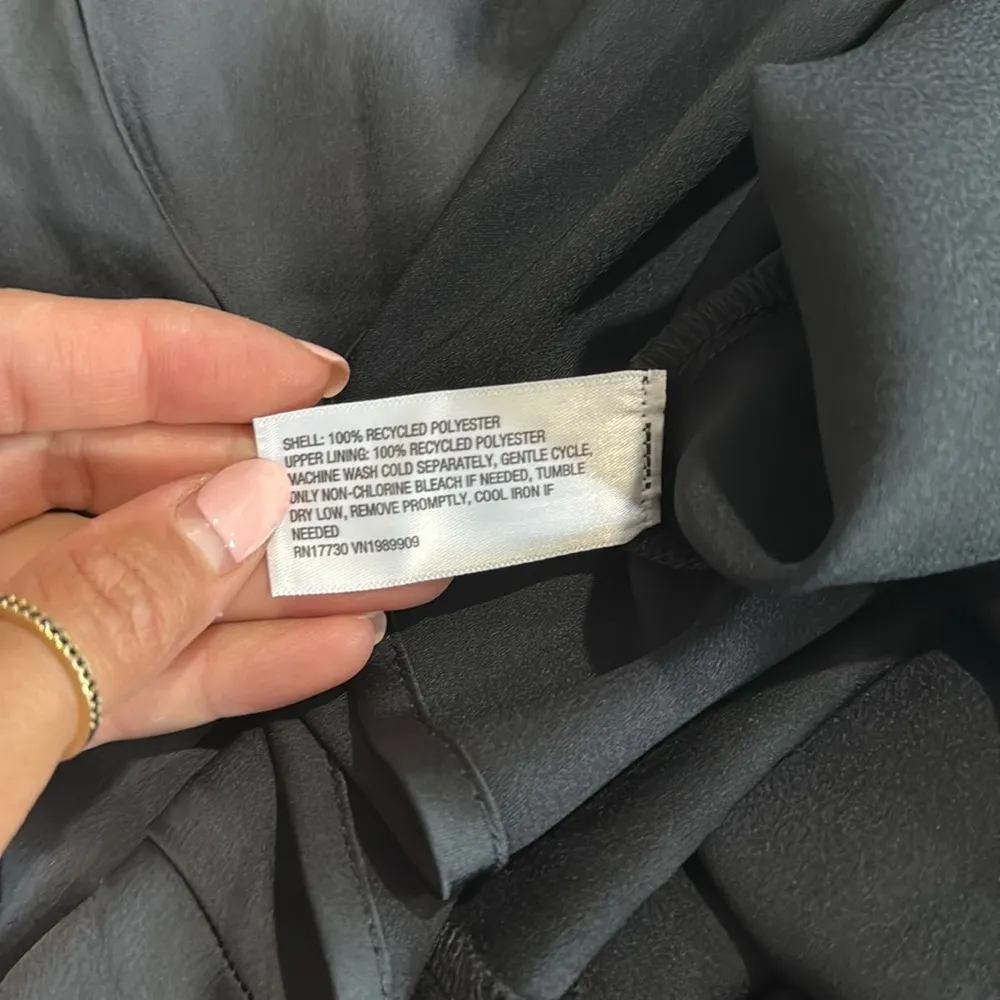 SHELL: 100% RECYCLED POLYESTER
UPPER LINING: 100% RECYCLED POLYESTER
MACHINE WASH COLD SEPARATELY, GENTLE CYCLE,
ONLY NON-CHLORINE BLEACH IF NEEDED, TUMBLE
DRY LOW, REMOVE PROMPTLY, COOL IRON IF
NEEDED
RN17730 VN1989909